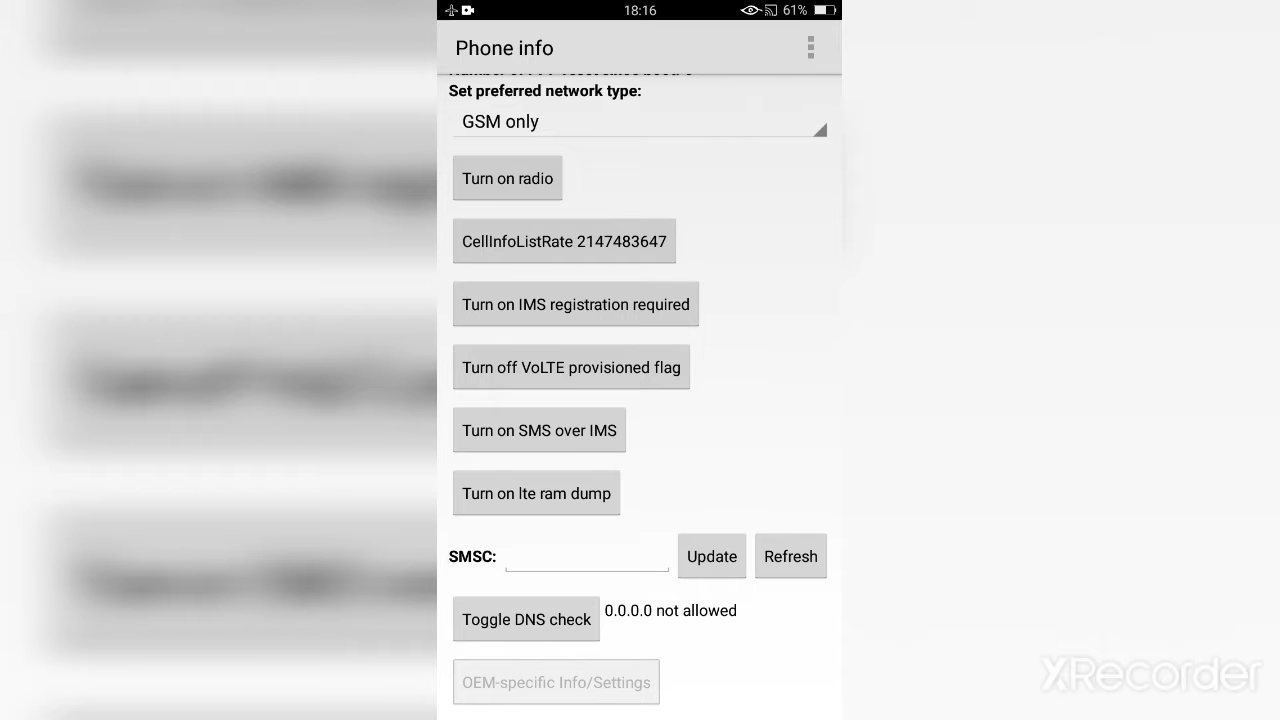 18:16
61%
Phone info
Set preferred network type:
GSM only
Turn on radio
CellInfoListRate 2147483647
Turn on IMS registration required
Turn off VoLTE provisioned flag
Turn on SMS over IMS
Turn on lte ram dump
SMSC: Update Refresh
Toggle DNS check 0.0.0.0 not allowed
OEM-specific Info/Settings
XRecorder